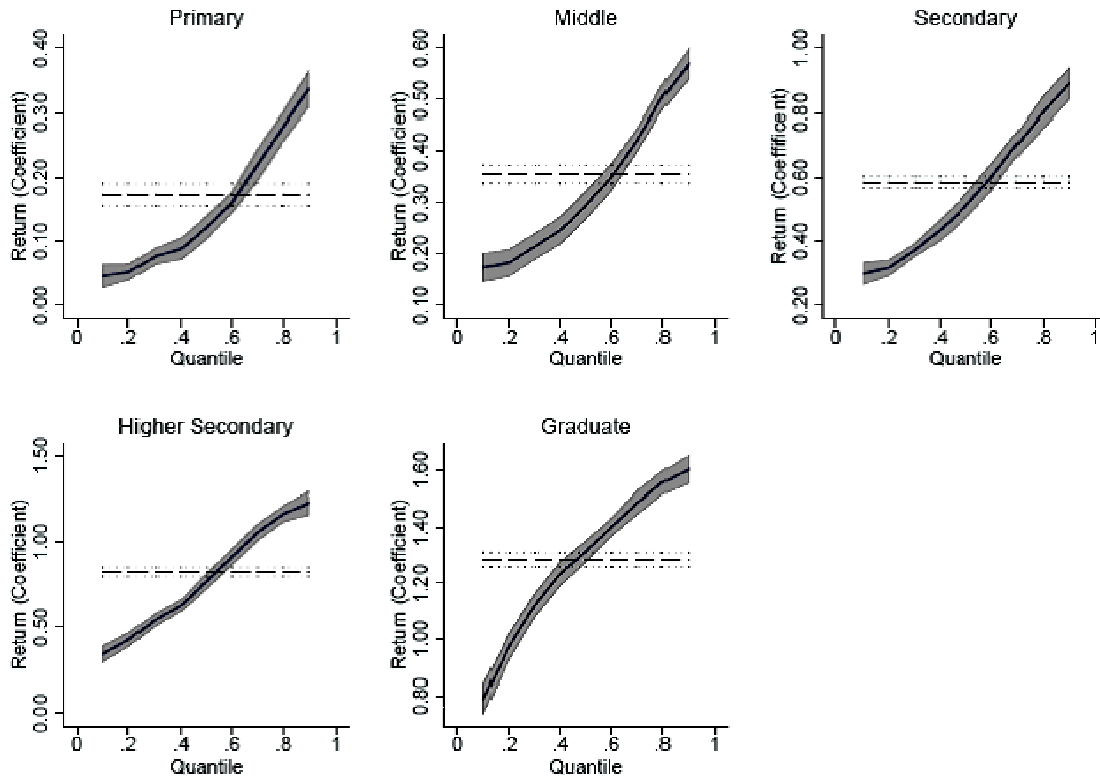 Primary
Return (Coefficient)
0.40
0.30
0.20
0.10
0.00
0 .2 .4 .6 .8 1
Quantile
Middle
Return (Coefficient)
0.60
0.50
0.40
0.30
0.20
0.10
0 .2 .4 .6 .8 1
Quantile
Secondary
Return (Coeffificent)
1.00
0.80
0.60
0.40
0.20
0 .2 .4 .6 .8 1
Quantile
Higher Secondary
Return (Coefficient)
1.50
1.00
0.50
0.00
0 .2 .4 .6 .8 1
Quantile
Graduate
Return (Coefficient)
1.60
1.40
1.20
1.00
0.80
0 .2 .4 .6 .8 1
Quantile